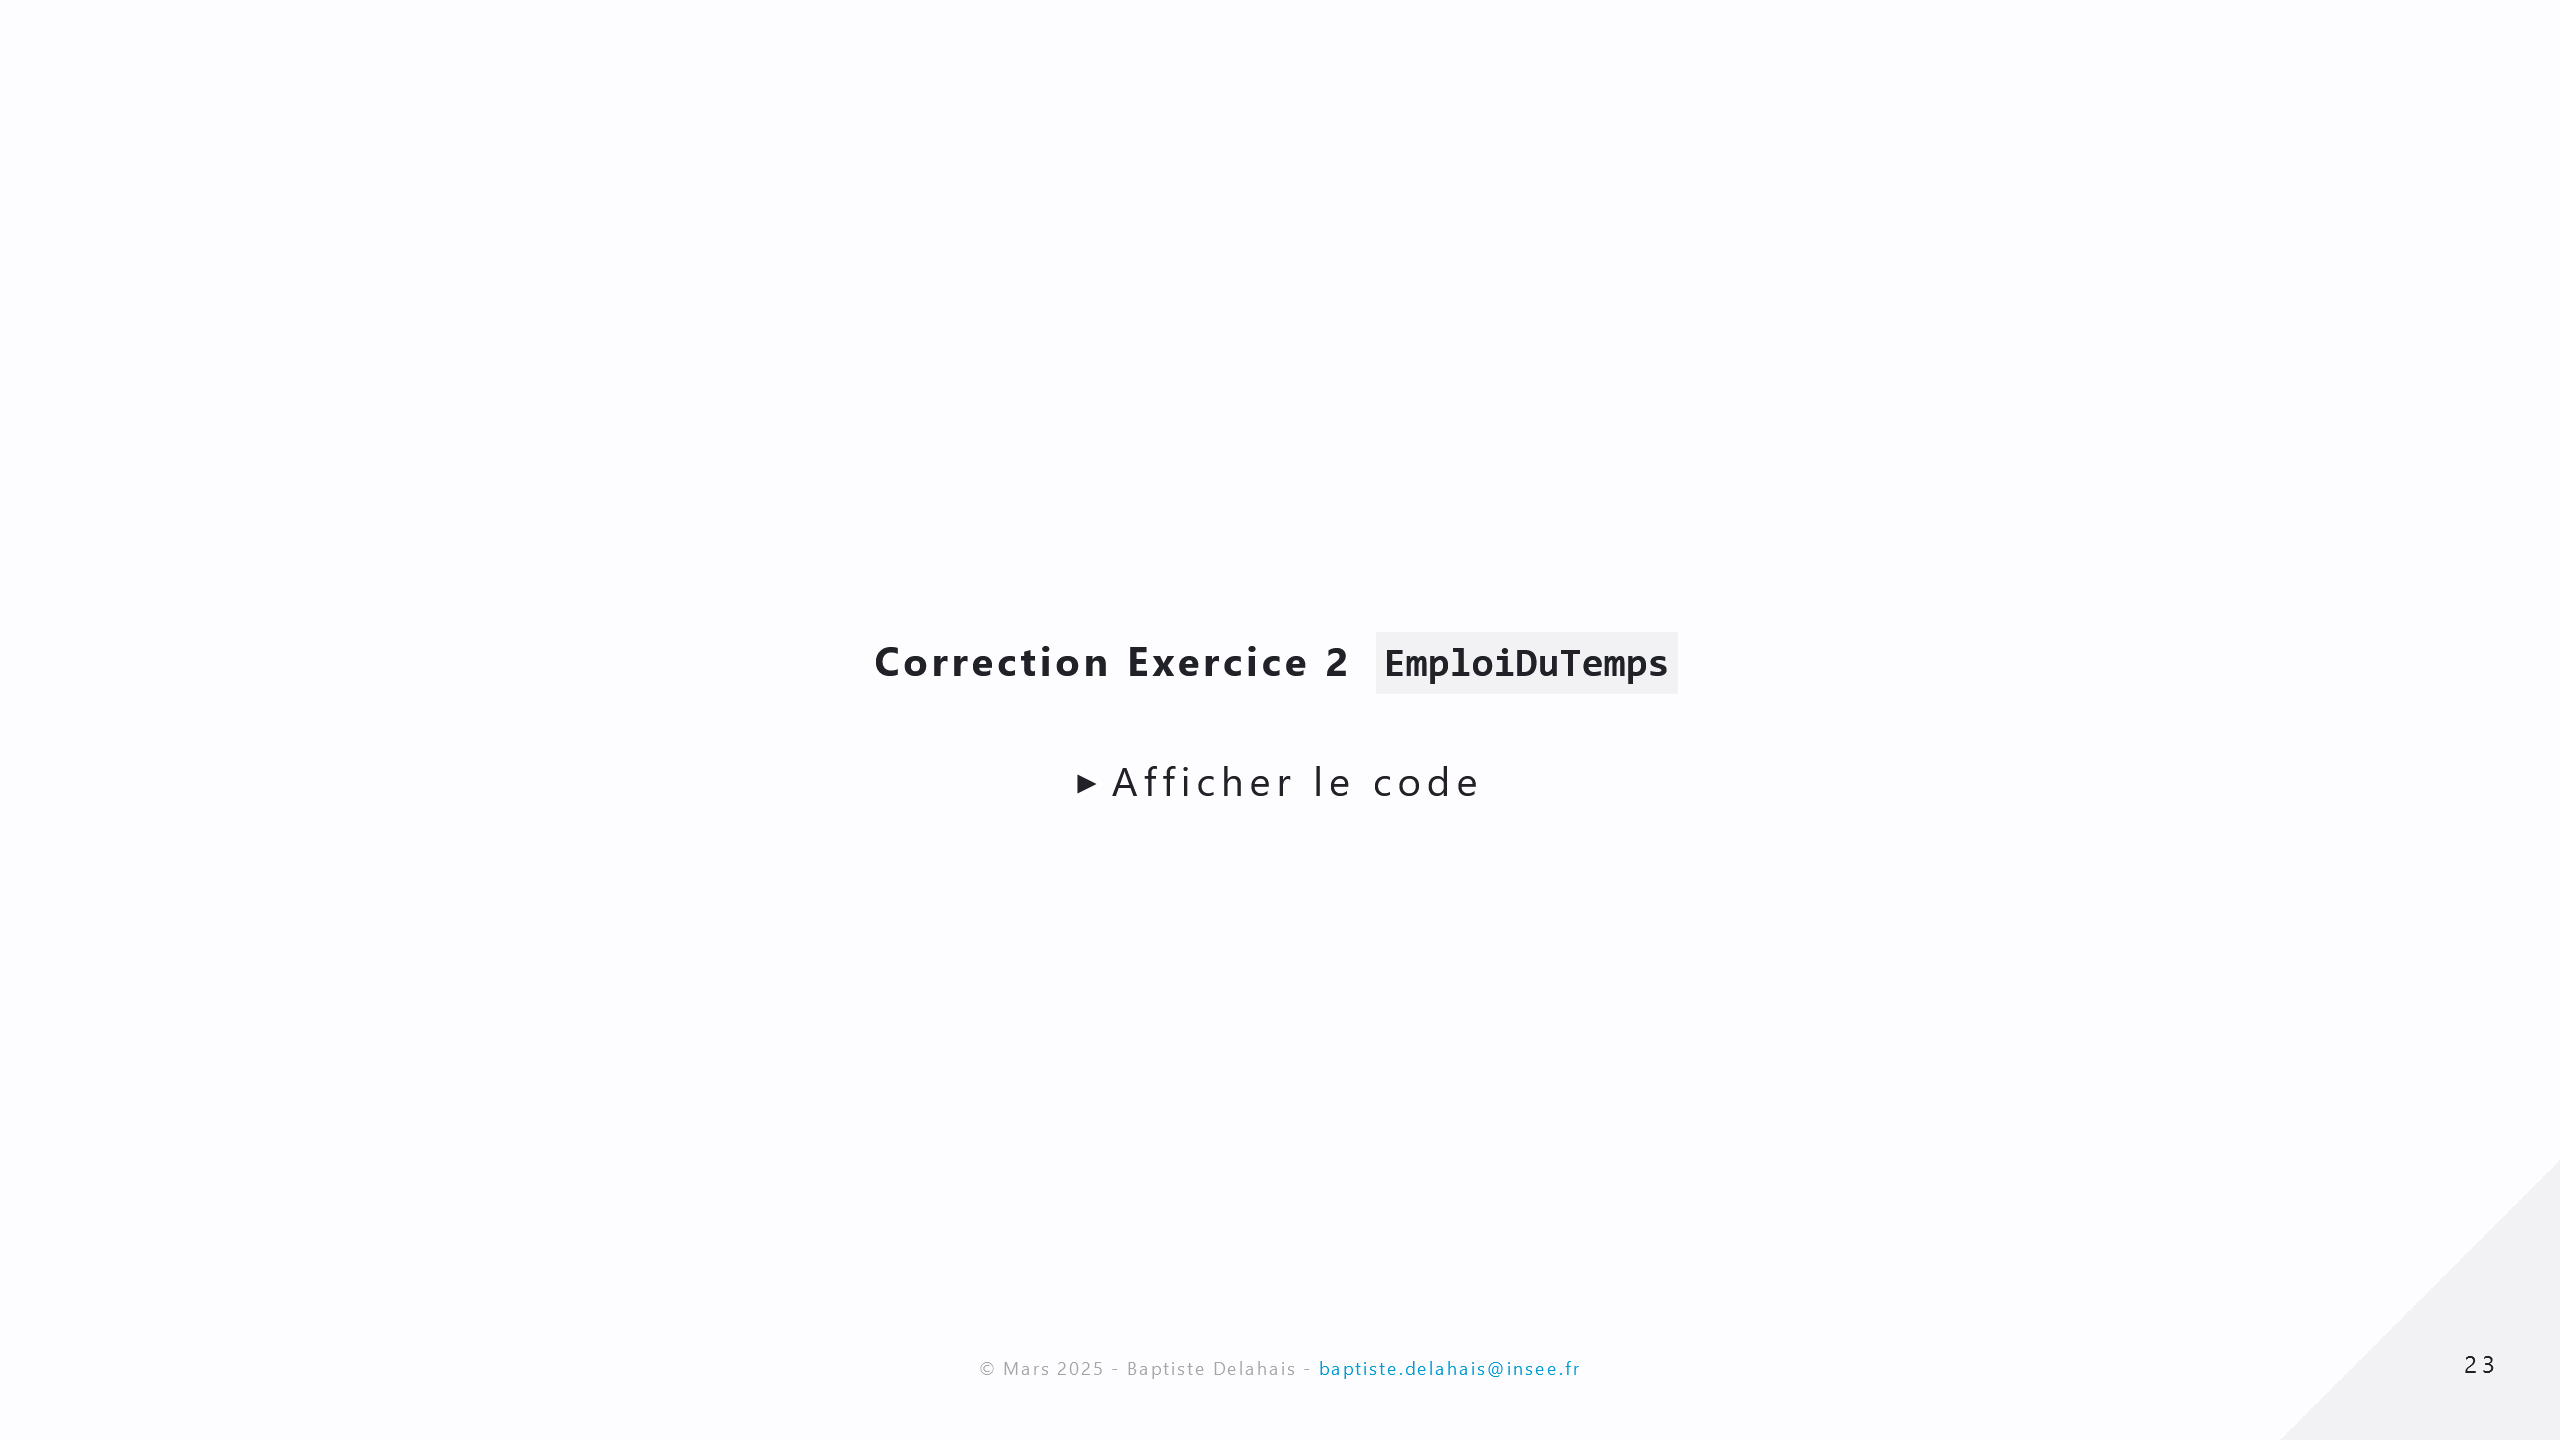 Correction Exercice 2 EmploiDuTemps
▶ Afficher le code
© Mars 2025 - Baptiste Delahais - baptiste.delahais@insee.fr
23